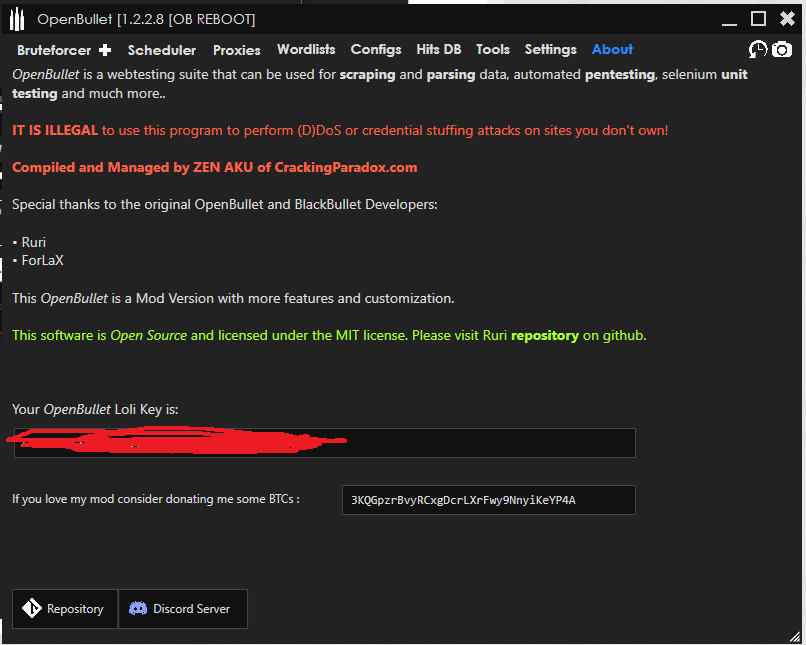 OpenBullet [1.2.2.8 [OB REBOOT]
Bruteforcer
Scheduler
Proxies
Wordlists
Configs
Hits DB
Tools
Settings
About
OpenBullet is a webtesting suite that can be used for scraping and parsing data, automated pentesting, selenium unit
testing and much more..
IT IS ILLEGAL to use this program to perform (D)DoS or credential stuffing attacks on sites you don't own!
Compiled and Managed by ZEN AKU of CrackingParadox.com
Special thanks to the original OpenBullet and BlackBullet Developers:
• Ruri
• ForLaX
This OpenBullet is a Mod Version with more features and customization.
This software is Open Source and licensed under the MIT license. Please visit Ruri repository on github.
Your OpenBullet Loli Key is:
If you love my mod consider donating me some BTCs :
3KQGpzrBvyRCxgDcrLXrFwy9NnyiKeYP4A
Repository
Discord Server